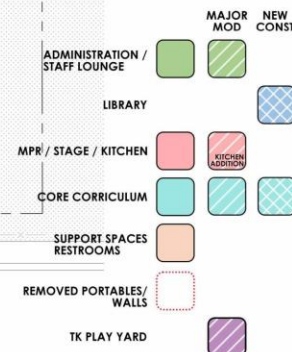 MAJOR MOD
NEW CONST
ADMINISTRATION /
STAFF LOUNGE
LIBRARY
MPR / STAGE / KITCHEN
KITCHEN
ADDITION
CORE CORRICULUM
SUPPORT SPACES
RESTROOMS
REMOVED PORTABLES/
WALLS
TK PLAY YARD